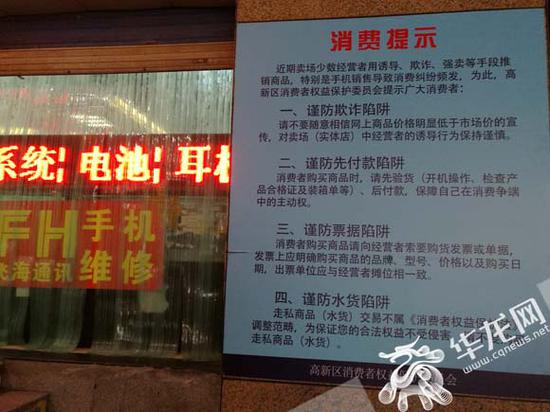 系统¦电池¦耳机
FH手机
飞海通讯 维修
消费提示
近期卖场少数经营者用诱导、欺诈、强卖等手段推
销商品，特别是手机销售导致消费纠纷频发，为此，高
新区消费者权益保护委员会提示广大消费者：
一、谨防欺诈陷阱
请不要随意相信网上商品价格明显低于市场价的宣
传，对卖场（实体店）中经营者的诱导行为保持谨慎。
二、谨防先付款陷阱
消费者购买商品时，请先验货（开机操作、检查产
品合格证及装箱单等）、后付款，保障自己在消费争端
中的主动权。
三、谨防票据陷阱
消费者购买商品请向经营者索要购货发票或单据，
发票上应明确购买商品的品牌、型号、价格以及购买日
期，出票单位应与经营者摊位相一致。
四、谨防水货陷阱
走私商品（水货）交易不属《消费者权益保
调整范畴，为保证您的合法权益不受侵害，
走私商品（水货）。
高新区消费者权 会
华龙网
www.cqnews.net